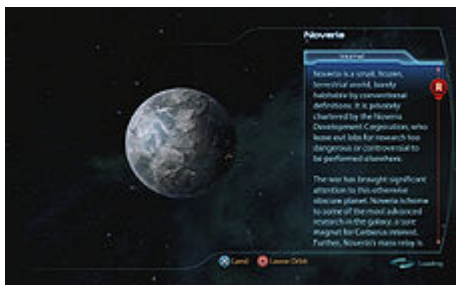 Noveria
Journal
Noveria is a small, frozen,
terrestrial world, barely
habitable by conventional
definitions. It is privately
chartered by the Noveria
Development Corporation, who
lease out labs for research too
dangerous or controversial to
be performed elsewhere.
The war has brought significant
attention to this otherwise
obscure planet. Noveria is home
to some of the most advanced
research in the galaxy, a sure
magnet for Cerberus interest.
Further, Noveria's mass relay is
R
Land
Leave Orbit
Loading